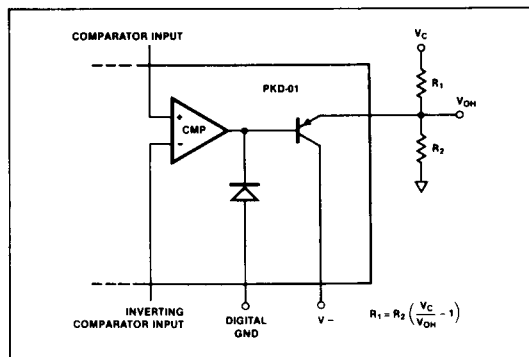 COMPARATOR INPUT
V_C
PKD-01
R_1
V_OH
+
CMP
−
R_2
INVERTING
COMPARATOR INPUT
DIGITAL
GND
V −
R_1 = R_2 ( V_C / V_OH − 1 )